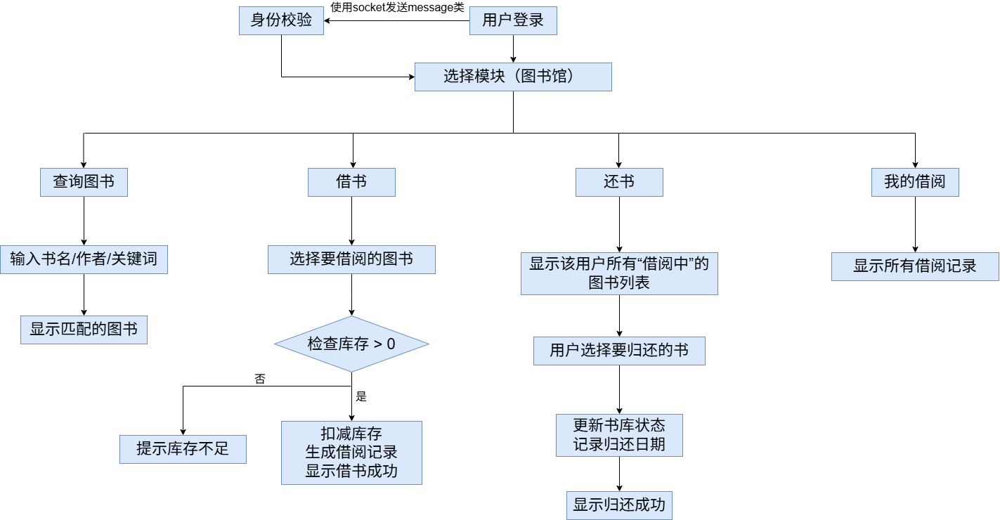 使用socket发送message类
身份校验
用户登录
选择模块（图书馆）
查询图书
借书
还书
我的借阅
输入书名/作者/关键词
选择要借阅的图书
显示该用户所有“借阅中”的
图书列表
显示所有借阅记录
显示匹配的图书
检查库存 > 0
用户选择要归还的书
否
是
提示库存不足
扣减库存
生成借阅记录
显示借书成功
更新书库状态
记录归还日期
显示归还成功